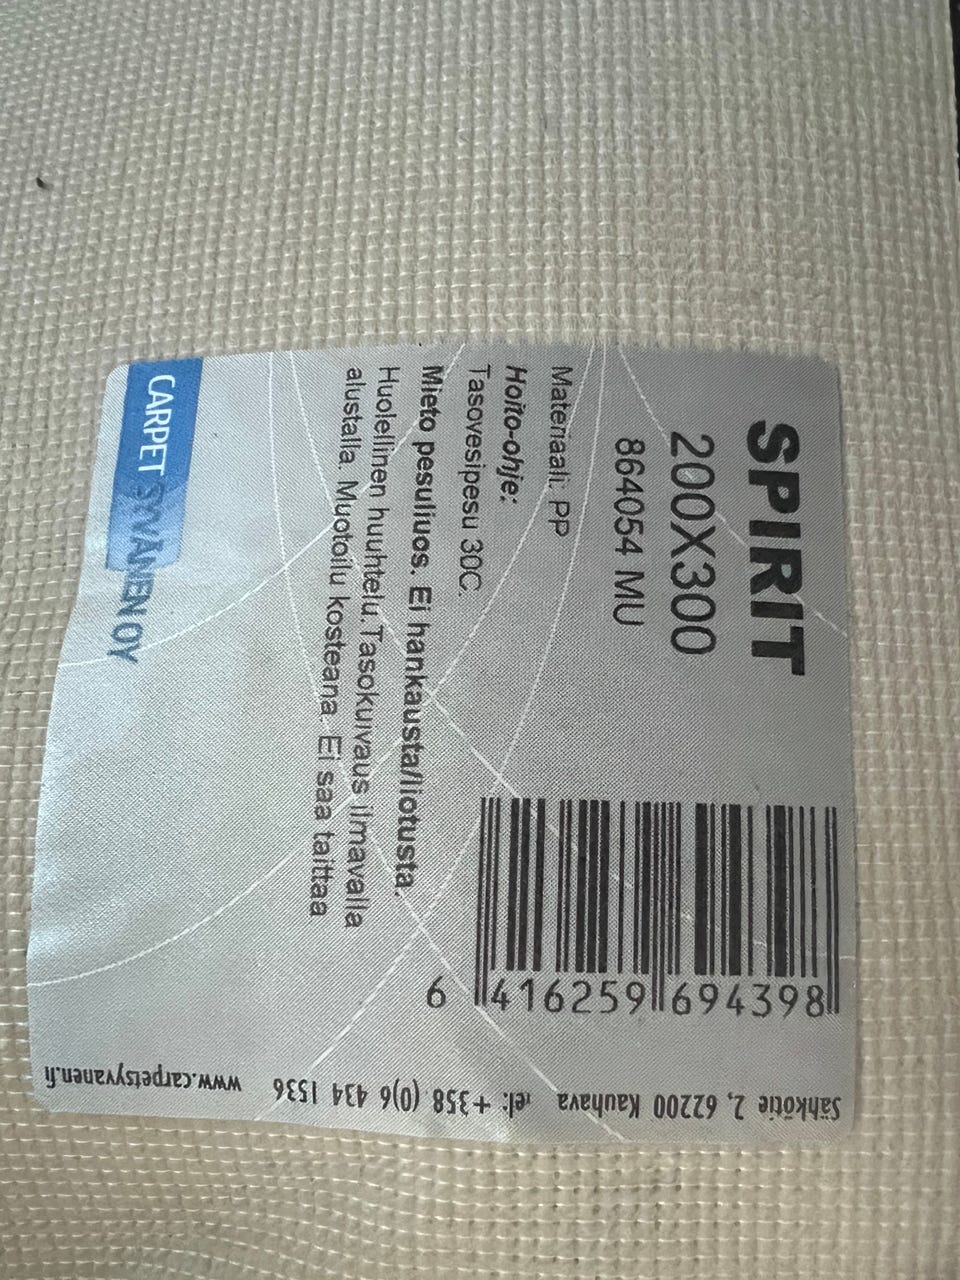 SPIRIT
200X300
864054 MU
Materiaali: PP
Hoito-ohje:
Tasovesipesu 30C.
Mieto pesuliuos. Ei hankausta/liotusta.
Huolellinen huuhtelu.Tasokuivaus ilmavalla
alustalla. Muotoilu kosteana. Ei saa taittaa
CARPET SYVÄNEN OY
6 416259 694398
Sähkötie 2, 62200 Kauhava Tel: +358 (0)6 434 1536 www.carpetsyvanen.fi